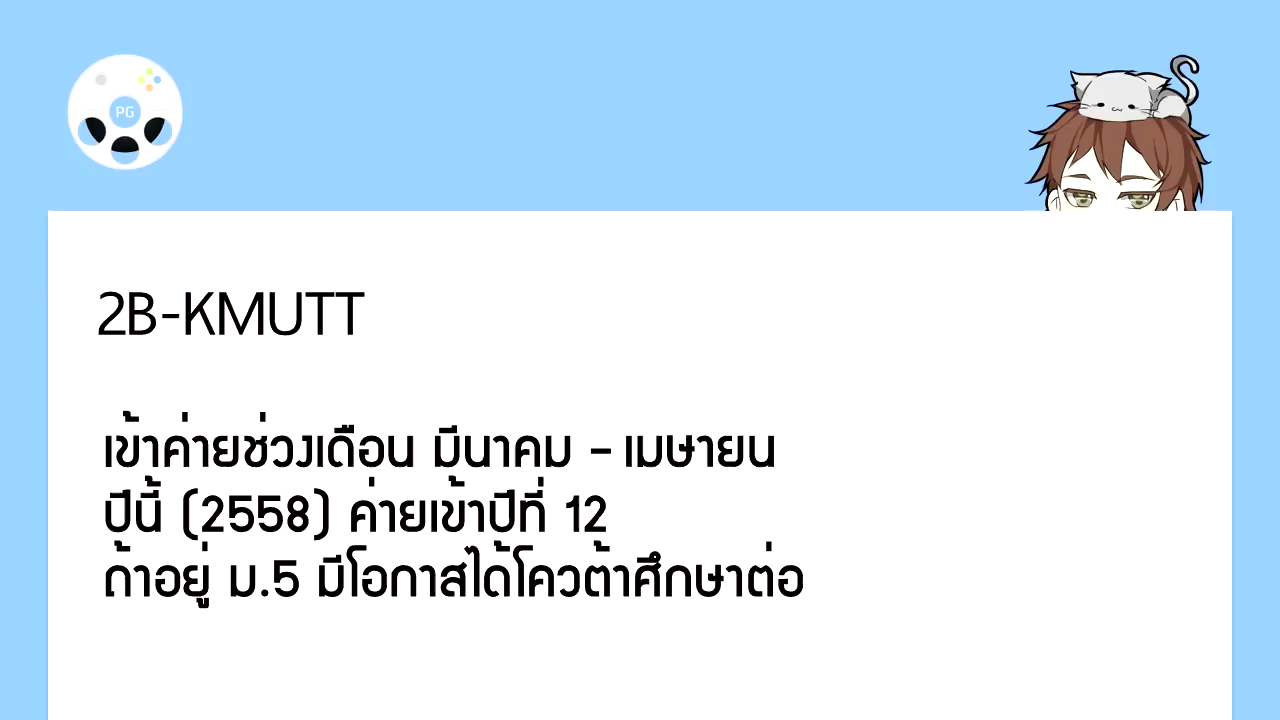 PG
2B-KMUTT
เข้าค่ายช่วงเดือน มีนาคม - เมษายน
ปีนี้ (2558) ค่ายเข้าปีที่ 12
ถ้าอยู่ ม.5 มีโอกาสได้โควต้าศึกษาต่อ